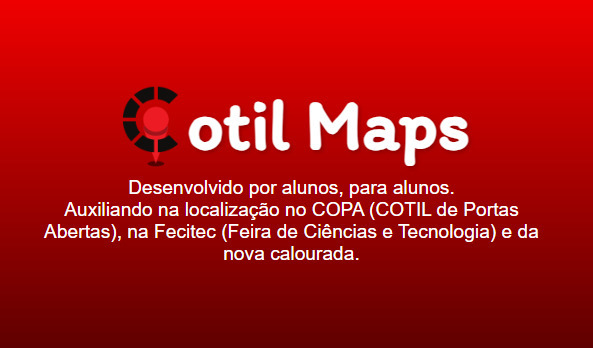 Cotil Maps
Desenvolvido por alunos, para alunos.
Auxiliando na localização no COPA (COTIL de Portas
Abertas), na Fecitec (Feira de Ciências e Tecnologia) e da
nova calourada.